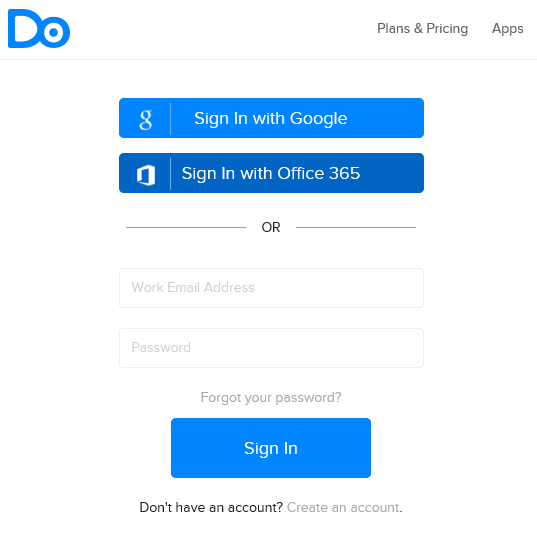 Do
Plans & Pricing Apps
Sign In with Google
Sign In with Office 365
OR
Work Email Address
Password
Forgot your password?
Sign In
Don't have an account? Create an account.